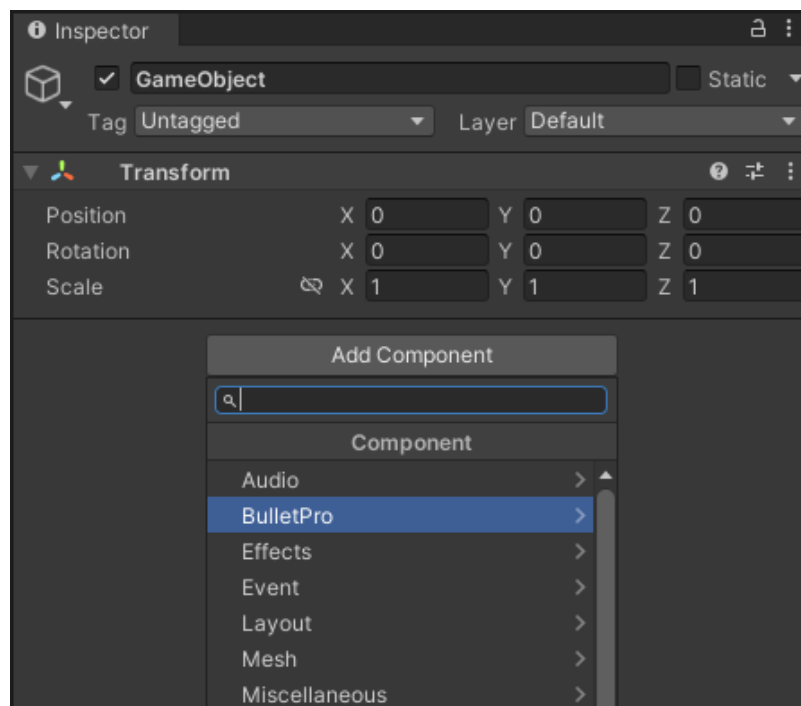 Inspector
GameObject Static
Tag Untagged Layer Default
Transform
Position X 0 Y 0 Z 0
Rotation X 0 Y 0 Z 0
Scale X 1 Y 1 Z 1
Add Component
Component
Audio
BulletPro
Effects
Event
Layout
Mesh
Miscellaneous